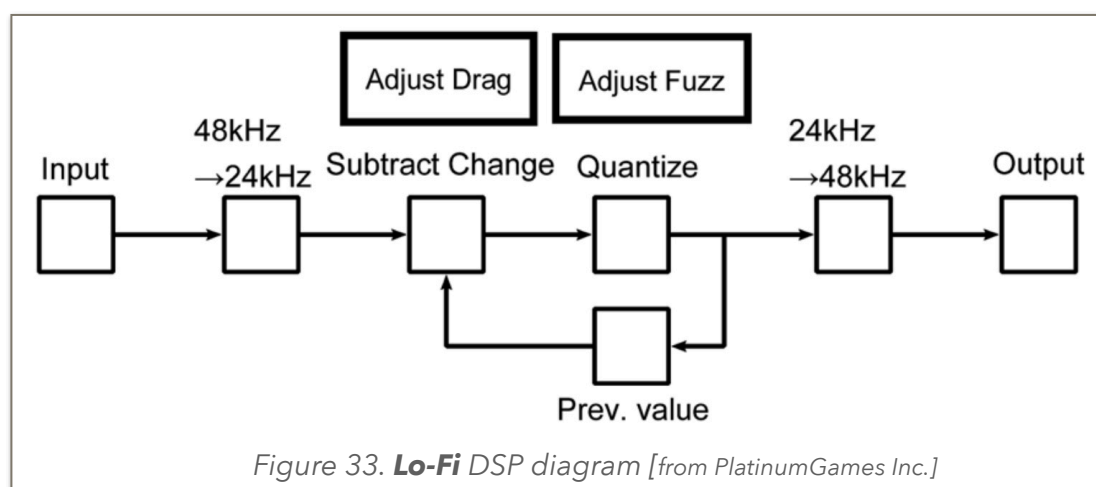 Adjust Drag
Adjust Fuzz
48kHz
→24kHz
24kHz
→48kHz
Input
Subtract Change
Quantize
Output
Prev. value
Figure 33. Lo-Fi DSP diagram [from PlatinumGames Inc.]